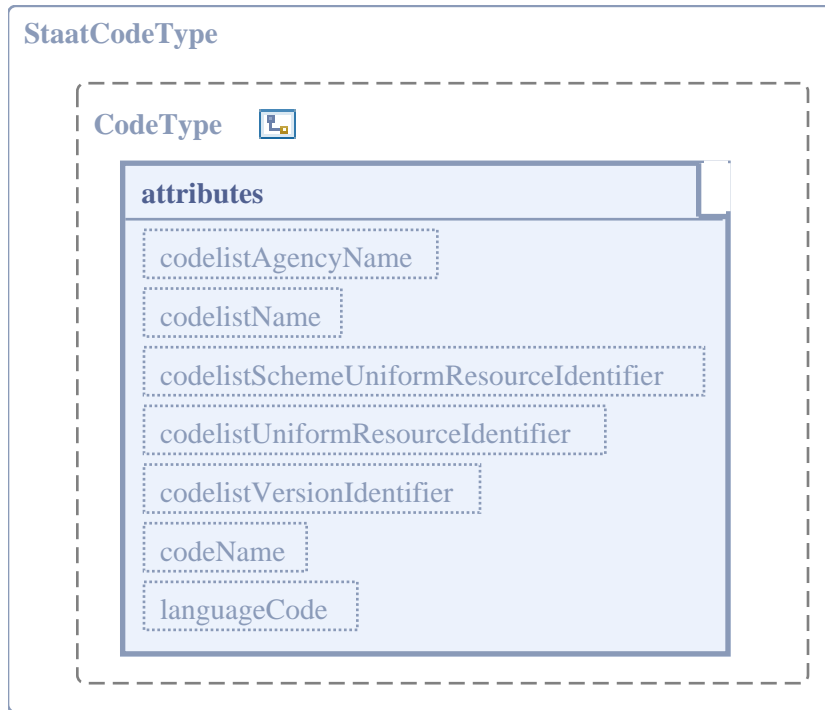 StaatCodeType
CodeType
attributes
codelistAgencyName
codelistName
codelistSchemeUniformResourceIdentifier
codelistUniformResourceIdentifier
codelistVersionIdentifier
codeName
languageCode